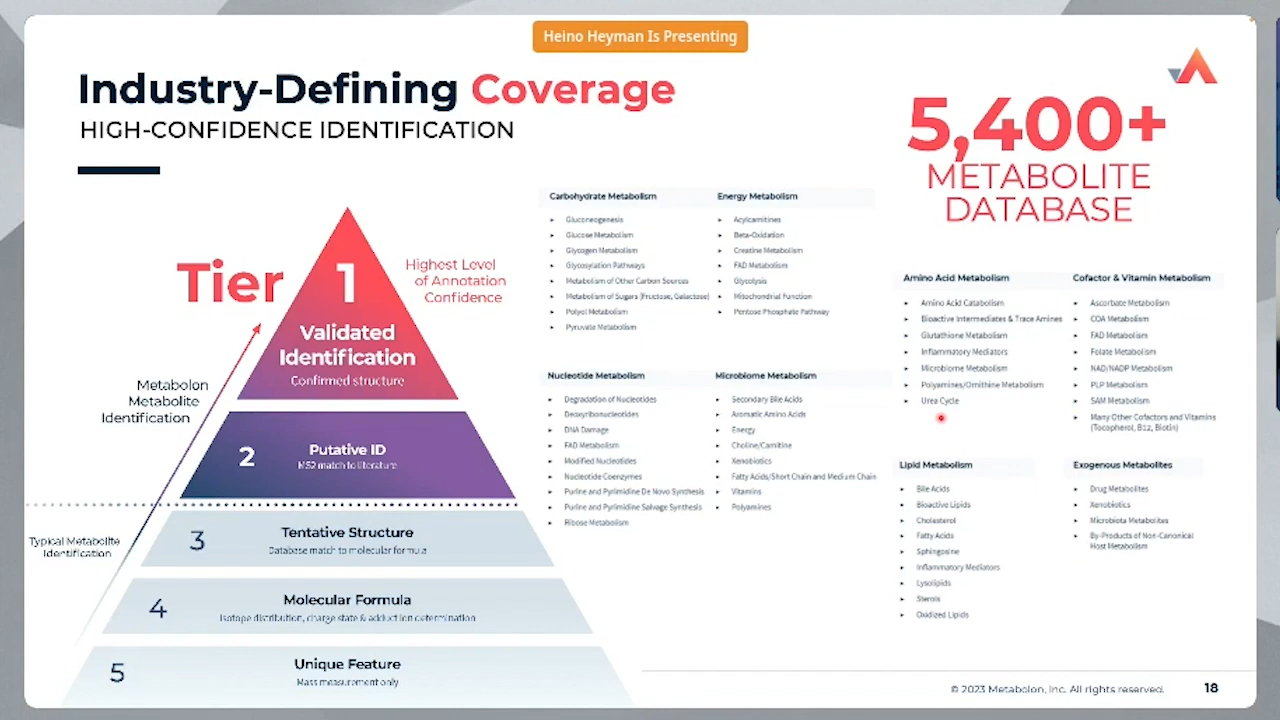 Heino Heyman Is Presenting
Industry-Defining Coverage
HIGH-CONFIDENCE IDENTIFICATION
5,400+
METABOLITE
DATABASE
Tier 1
Highest Level
of Annotation
Confidence
Validated
Identification
Confirmed structure
Metabolon
Metabolite
Identification
2
Putative ID
MS2 match to literature
Typical Metabolite
Identification
3
Tentative Structure
Database match to molecular formula
4
Molecular Formula
Isotope distribution, charge state & adduct ion determination
5
Unique Feature
Mass measurement only
Carbohydrate Metabolism
Gluconeogenesis
Glucose Metabolism
Glycogen Metabolism
Glycosylation Pathways
Metabolism of Other Carbon Sources
Metabolism of Sugars (Fructose, Galactose)
Polyol Metabolism
Pyruvate Metabolism
Energy Metabolism
Acylcarnitines
Beta-Oxidation
Creatine Metabolism
FAD Metabolism
Glycolysis
Mitochondrial Function
Pentose Phosphate Pathway
Nucleotide Metabolism
Degradation of Nucleotides
Deoxyribonucleotides
DNA Damage
FAD Metabolism
Modified Nucleotides
Nucleotide Coenzymes
Purine and Pyrimidine De Novo Synthesis
Purine and Pyrimidine Salvage Synthesis
Ribose Metabolism
Microbiome Metabolism
Secondary Bile Acids
Aromatic Amino Acids
Energy
Choline/Carnitine
Xenobiotics
Fatty Acids/Short Chain and Medium Chain
Vitamins
Polyamines
Amino Acid Metabolism
Amino Acid Catabolism
Bioactive Intermediates & Trace Amines
Glutathione Metabolism
Inflammatory Mediators
Microbiome Metabolism
Polyamines/Ornithine Metabolism
Urea Cycle
Cofactor & Vitamin Metabolism
Ascorbate Metabolism
COA Metabolism
FAD Metabolism
Folate Metabolism
NAD/NADP Metabolism
PLP Metabolism
SAM Metabolism
Many Other Cofactors and Vitamins
(Tocopherol, B12, Biotin)
Lipid Metabolism
Bile Acids
Bioactive Lipids
Cholesterol
Fatty Acids
Sphingosine
Inflammatory Mediators
Lysolipids
Sterols
Oxidized Lipids
Exogenous Metabolites
Drug Metabolites
Xenobiotics
Microbiota Metabolites
By-Products of Non-Canonical
Host Metabolism
© 2023 Metabolon, Inc. All rights reserved.
18